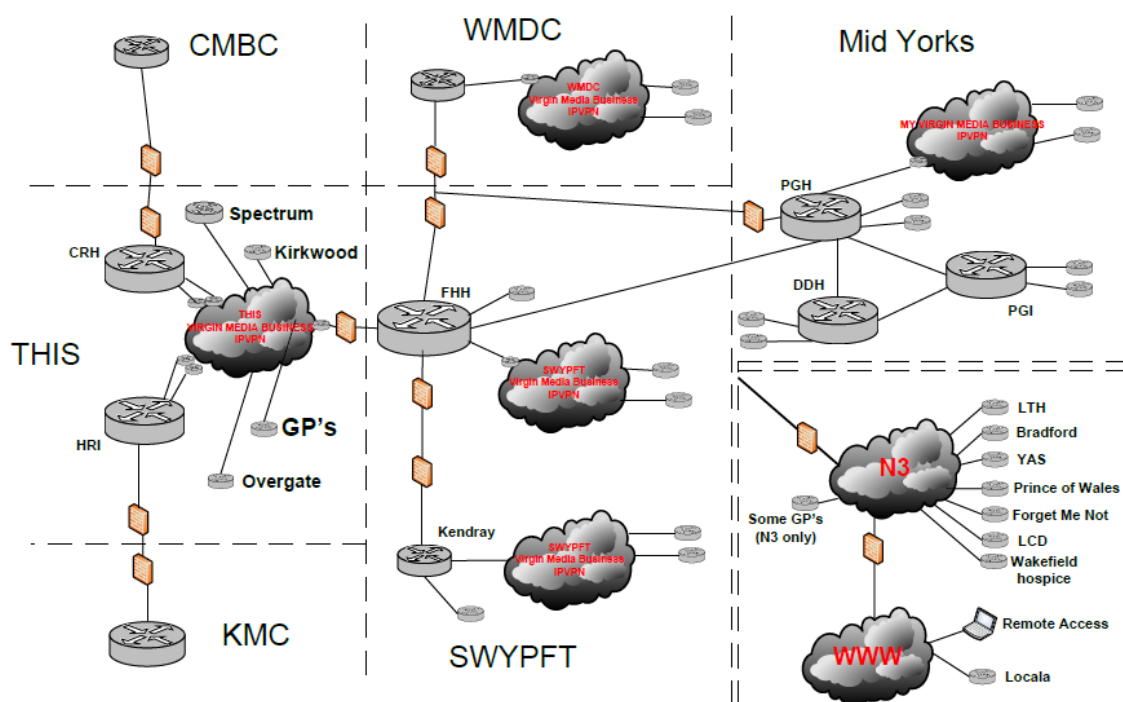 CMBC
WMDC
Mid Yorks
WMDC
Virgin Media Business
IPVPN
MY VIRGIN MEDIA BUSINESS
IPVPN
PGH
Spectrum
Kirkwood
CRH
FHH
DDH
PGI
THIS
VIRGIN MEDIA BUSINESS
IPVPN
THIS
SWYPFT
Virgin Media Business
IPVPN
HRI
GP's
Overgate
N3
LTH
Bradford
YAS
Prince of Wales
Forget Me Not
LCD
Wakefield
hospice
Some GP's
(N3 only)
Kendray
SWYPFT
Virgin Media Business
IPVPN
KMC
SWYPFT
WWW
Remote Access
Locala